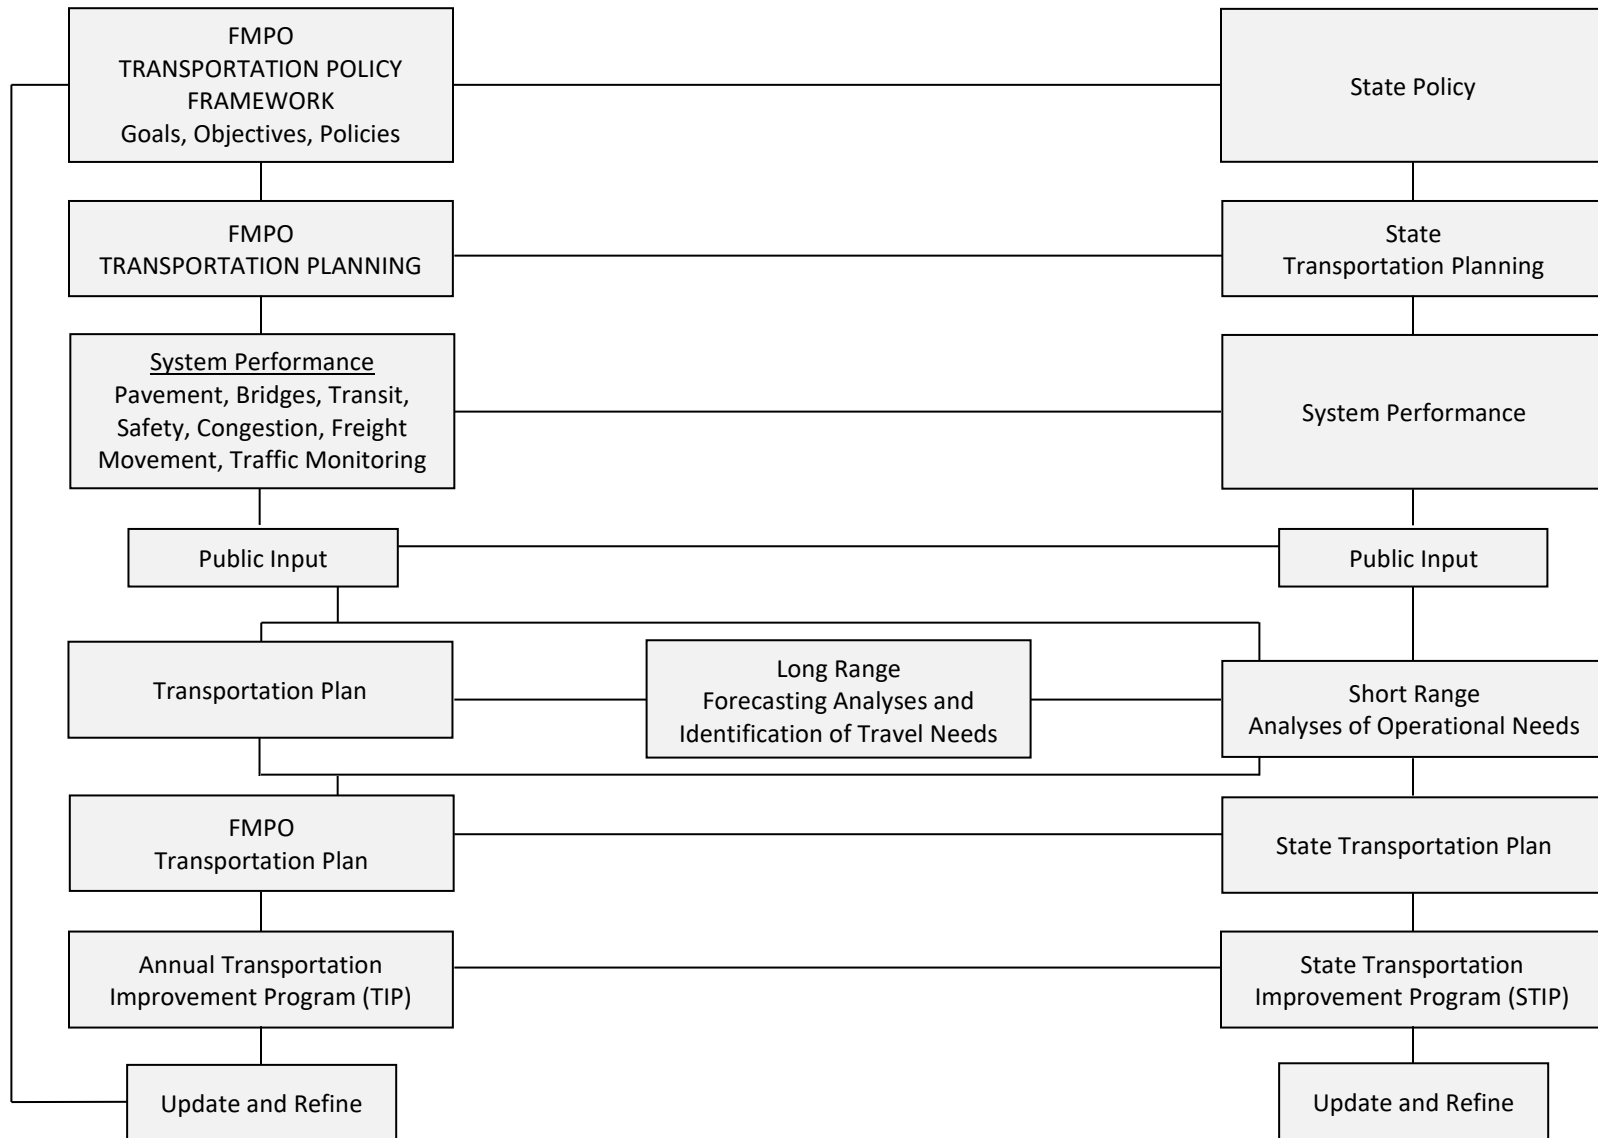 FMPO
TRANSPORTATION POLICY
FRAMEWORK
Goals, Objectives, Policies
State Policy
FMPO
TRANSPORTATION PLANNING
State
Transportation Planning
System Performance
Pavement, Bridges, Transit,
Safety, Congestion, Freight
Movement, Traffic Monitoring
System Performance
Public Input
Public Input
Transportation Plan
Long Range
Forecasting Analyses and
Identification of Travel Needs
Short Range
Analyses of Operational Needs
FMPO
Transportation Plan
State Transportation Plan
Annual Transportation
Improvement Program (TIP)
State Transportation
Improvement Program (STIP)
Update and Refine
Update and Refine